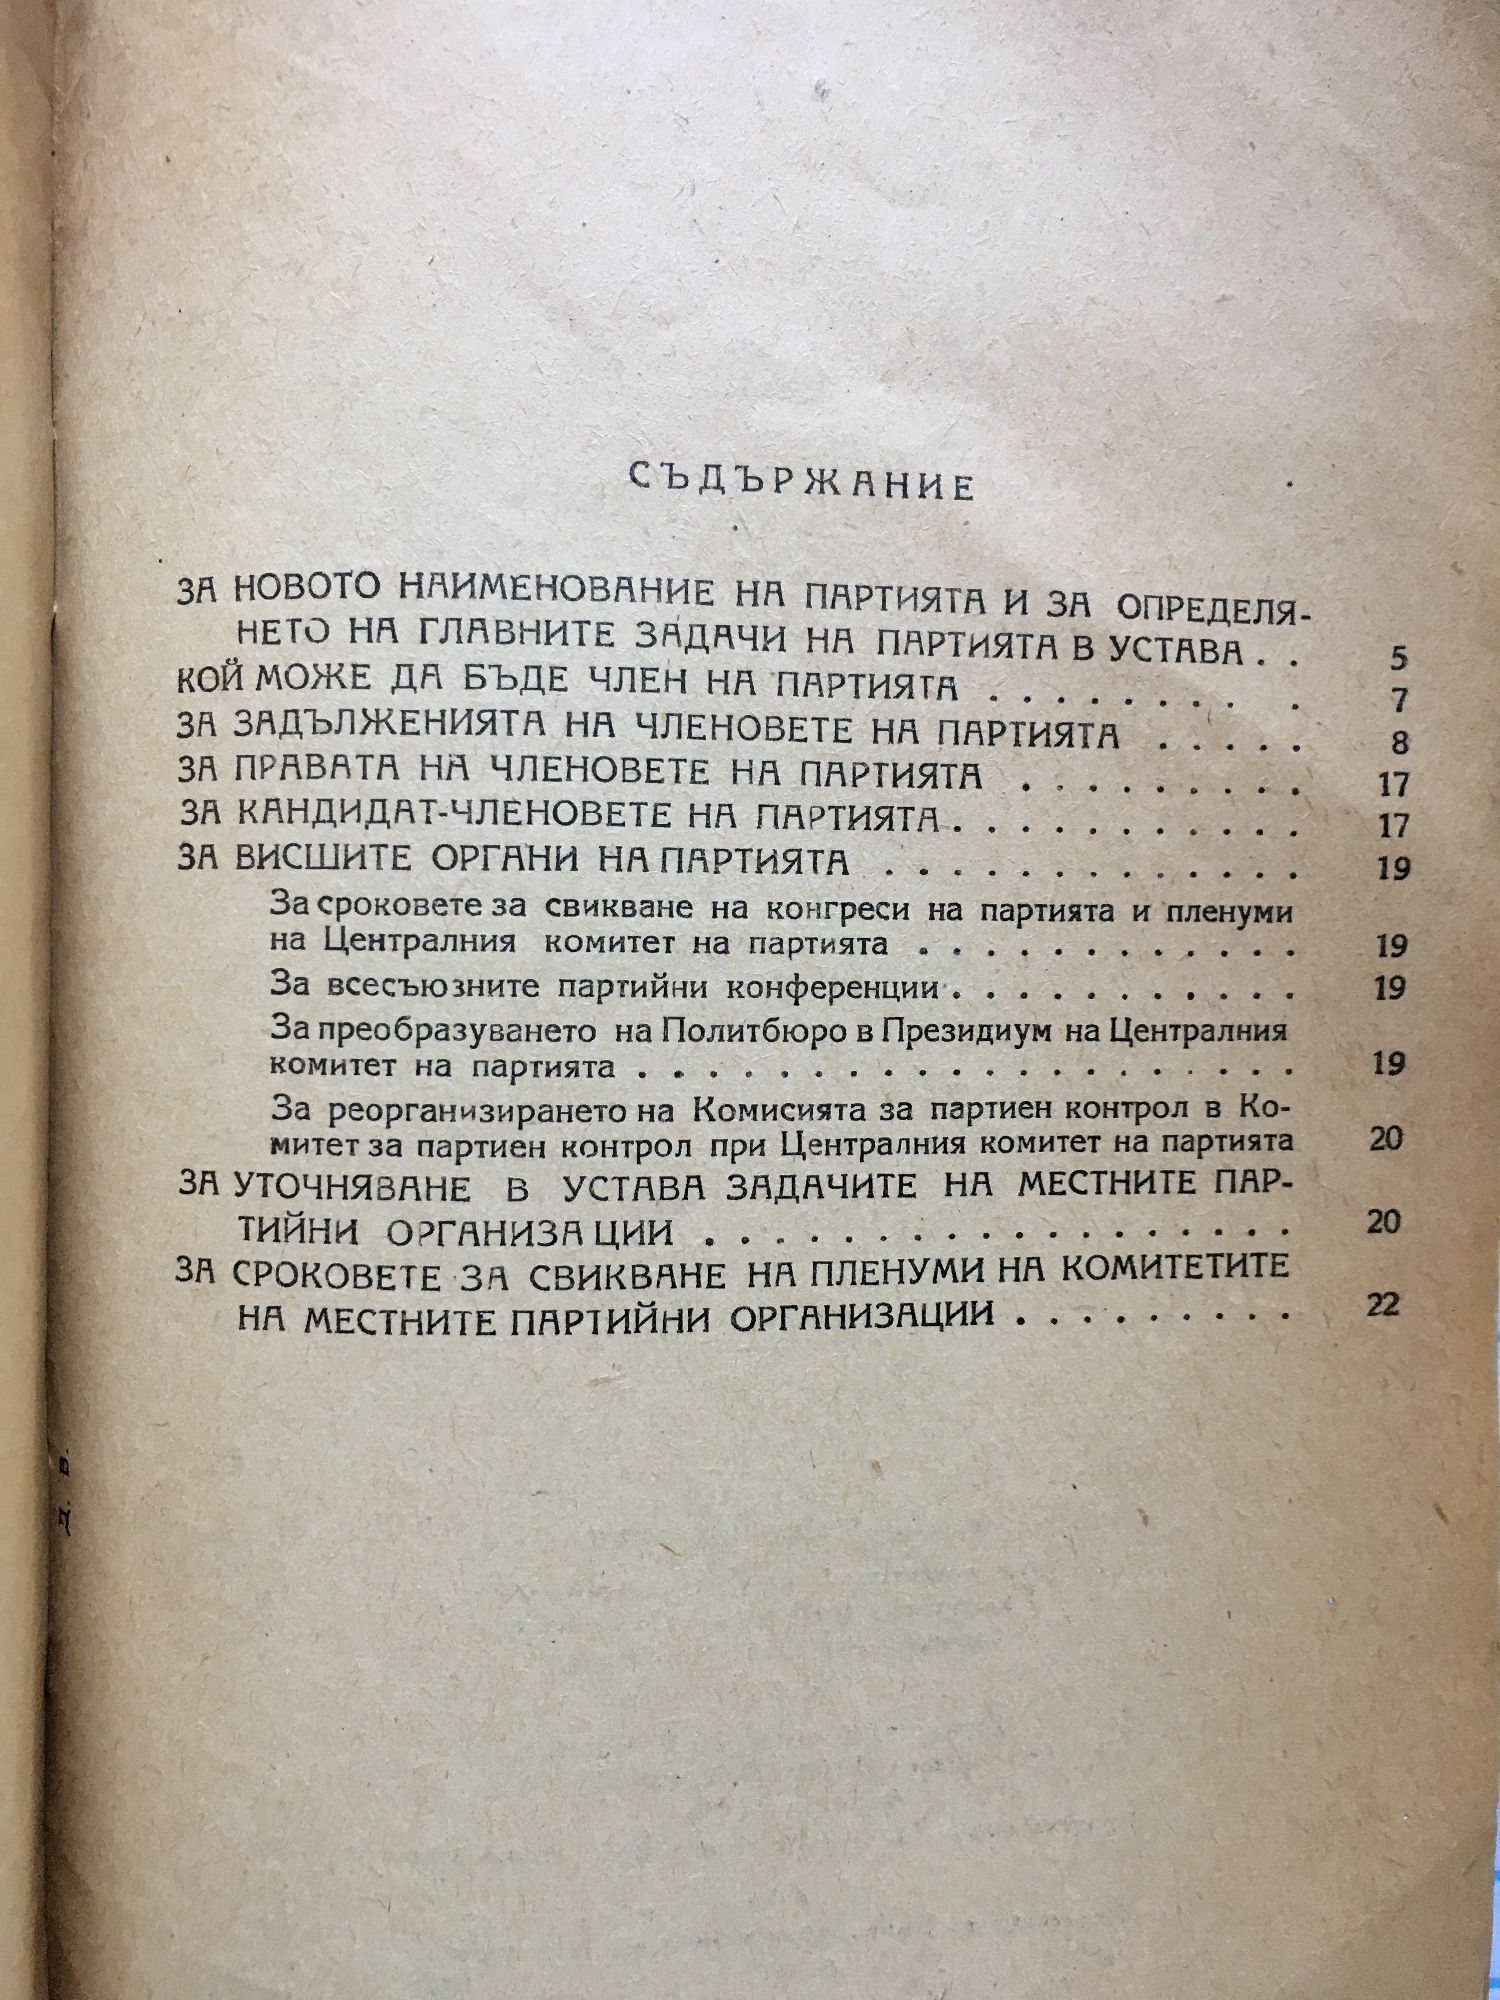 СЪДЪРЖАНИЕ
ЗА НОВОТО НАИМЕНОВАНИЕ НА ПАРТИЯТА И ЗА ОПРЕДЕЛЯ-
НЕТО НА ГЛАВНИТЕ ЗАДАЧИ НА ПАРТИЯТА В УСТАВА . . 5
КОЙ МОЖЕ ДА БЪДЕ ЧЛЕН НА ПАРТИЯТА . . . . . . . . . 7
ЗА ЗАДЪЛЖЕНИЯТА НА ЧЛЕНОВЕТЕ НА ПАРТИЯТА . . . . . 8
ЗА ПРАВАТА НА ЧЛЕНОВЕТЕ НА ПАРТИЯТА . . . . . . . . . 17
ЗА КАНДИДАТ-ЧЛЕНОВЕТЕ НА ПАРТИЯТА . . . . . . . . . . . 17
ЗА ВИСШИТЕ ОРГАНИ НА ПАРТИЯТА . . . . . . . . . . . . . 19
За сроковете за свикване на конгреси на партията и пленуми
на Централния комитет на партията . . . . . . . . . . . . 19
За всесъюзните партийни конференции . . . . . . . . . . . 19
За преобразуването на Политбюро в Президиум на Централния
комитет на партията . . . . . . . . . . . . . . . . . . . . 19
За реорганизирането на Комисията за партиен контрол в Ко-
митет за партиен контрол при Централния комитет на партията 20
ЗА УТОЧНЯВАНЕ В УСТАВА ЗАДАЧИТЕ НА МЕСТНИТЕ ПАР-
ТИЙНИ ОРГАНИЗАЦИИ . . . . . . . . . . . . . . . . . . 20
ЗА СРОКОВЕТЕ ЗА СВИКВАНЕ НА ПЛЕНУМИ НА КОМИТЕТИТЕ
НА МЕСТНИТЕ ПАРТИЙНИ ОРГАНИЗАЦИИ . . . . . . . . . 22
Д. В.